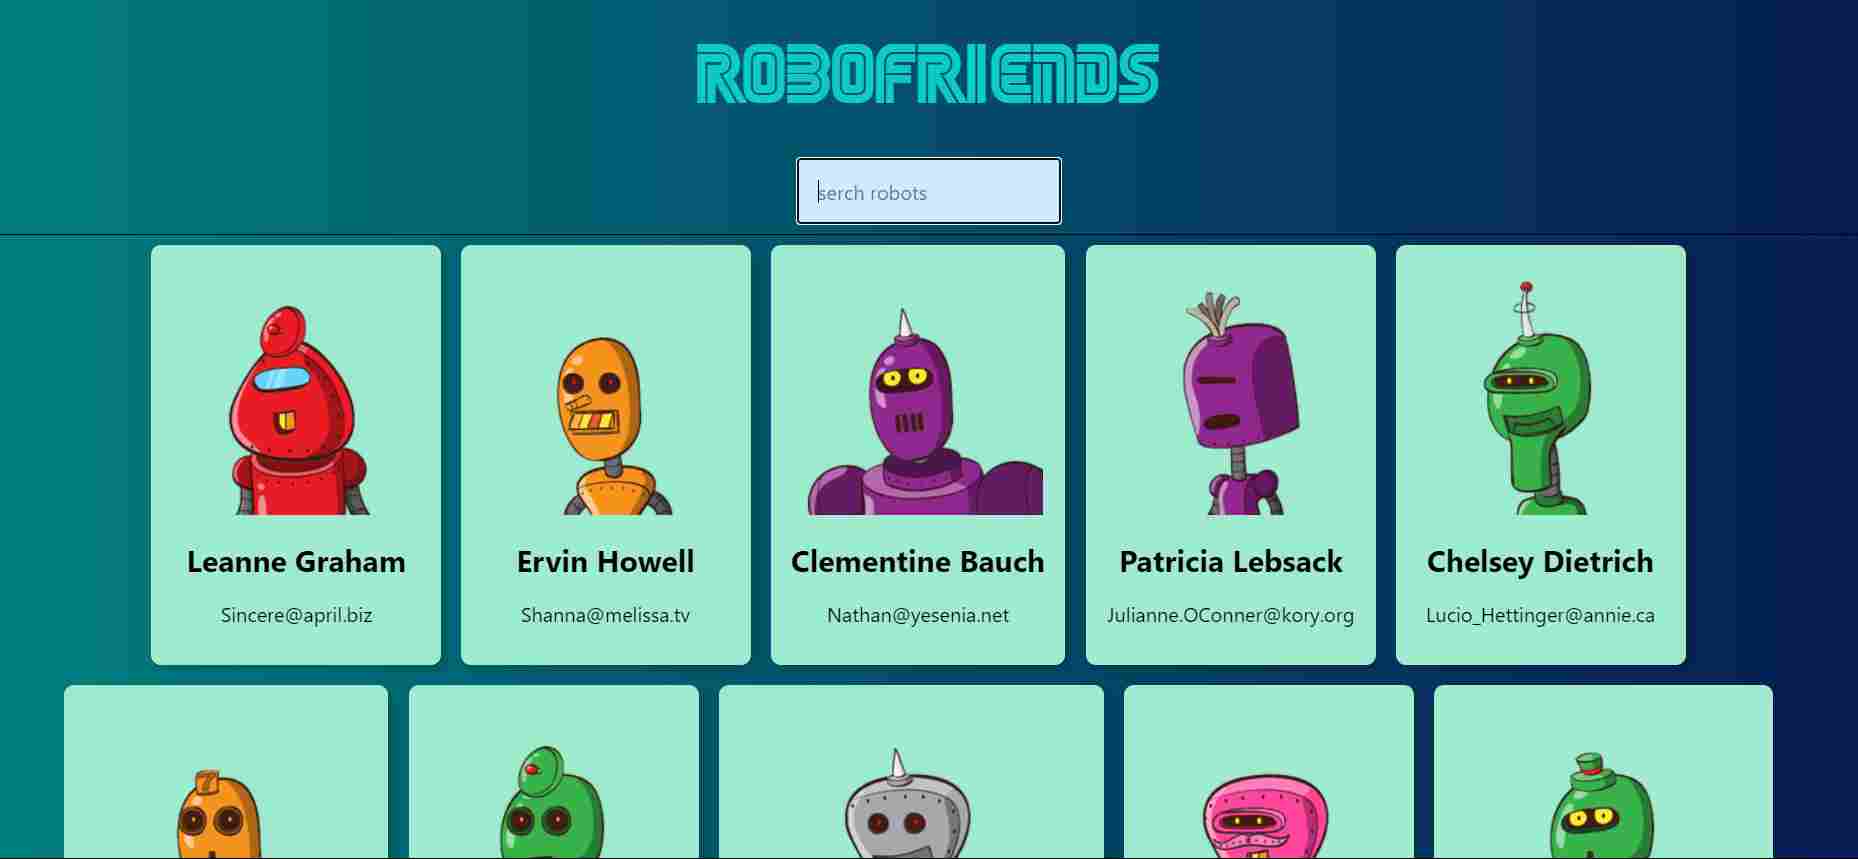 ROBOFRIENDS
serch robots
Leanne Graham
Sincere@april.biz
Ervin Howell
Shanna@melissa.tv
Clementine Bauch
Nathan@yesenia.net
Patricia Lebsack
Julianne.OConner@kory.org
Chelsey Dietrich
Lucio_Hettinger@annie.ca